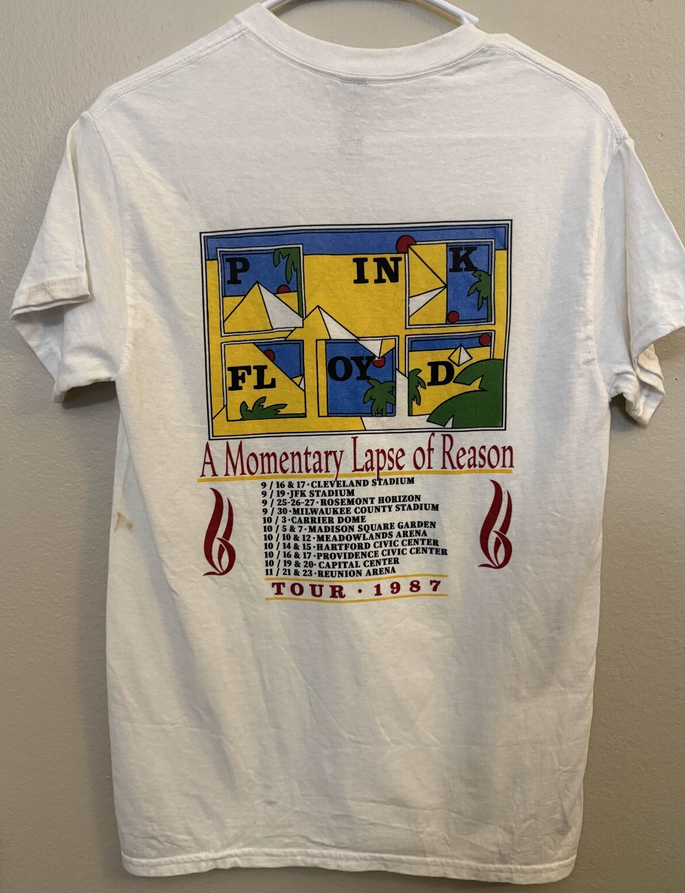 P IN K
FL OY D
A Momentary Lapse of Reason
9 / 16 & 17 · CLEVELAND STADIUM
9 / 19 · JFK STADIUM
9 / 25-26-27 · ROSEMONT HORIZON
9 / 30 · MILWAUKEE COUNTY STADIUM
10 / 3 · CARRIER DOME
10 / 5 & 7 · MADISON SQUARE GARDEN
10 / 10 & 12 · MEADOWLANDS ARENA
10 / 14 & 15 · HARTFORD CIVIC CENTER
10 / 16 & 17 · PROVIDENCE CIVIC CENTER
10 / 19 & 20 · CAPITAL CENTER
11 / 21 & 23 · REUNION ARENA
TOUR · 1987